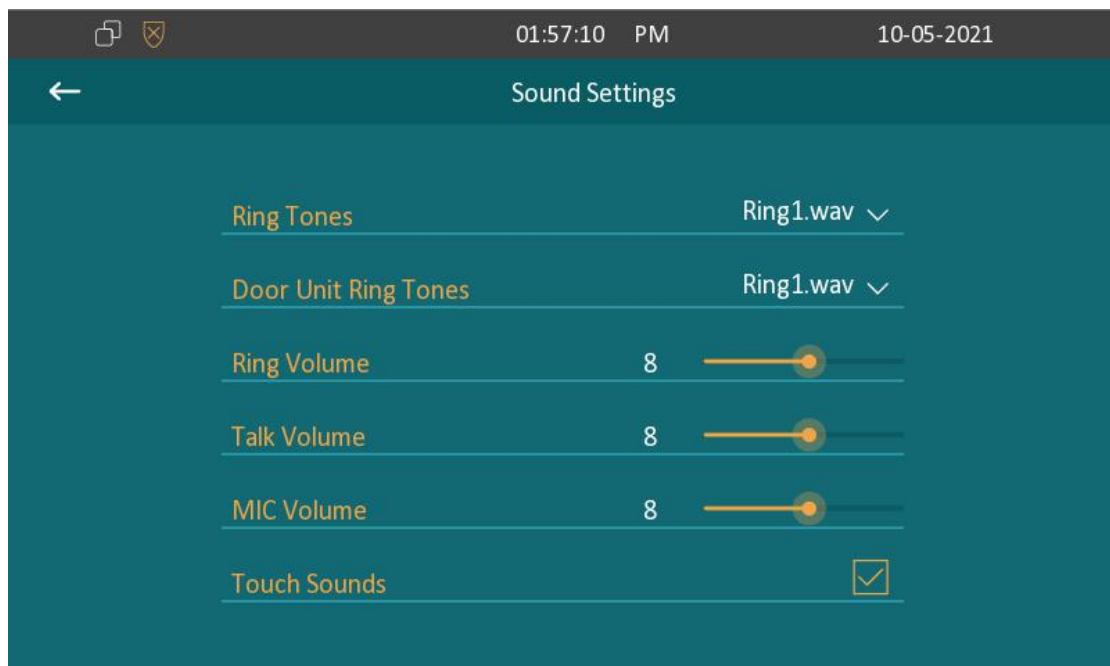 01:57:10 PM 10-05-2021
Sound Settings
Ring Tones Ring1.wav
Door Unit Ring Tones Ring1.wav
Ring Volume 8
Talk Volume 8
MIC Volume 8
Touch Sounds